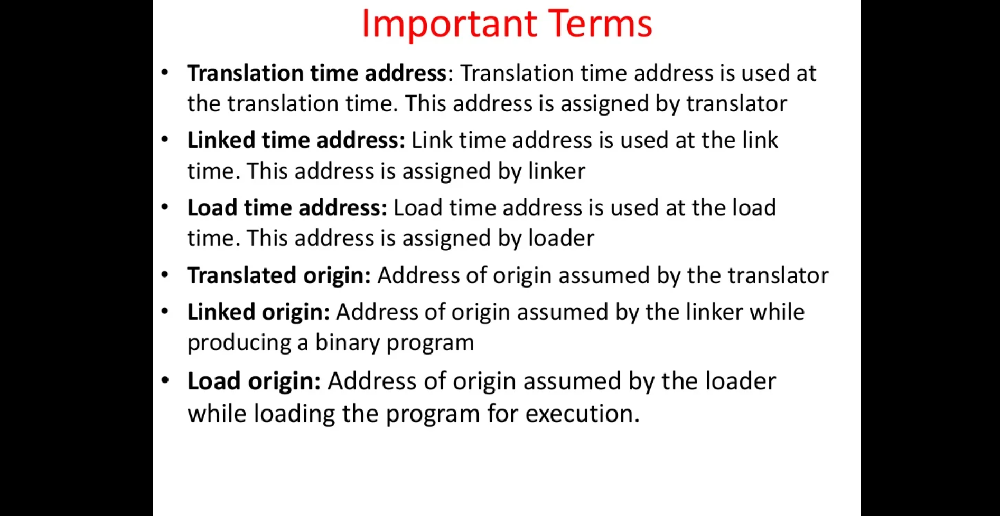 Important Terms
• Translation time address: Translation time address is used at
the translation time. This address is assigned by translator
• Linked time address: Link time address is used at the link
time. This address is assigned by linker
• Load time address: Load time address is used at the load
time. This address is assigned by loader
• Translated origin: Address of origin assumed by the translator
• Linked origin: Address of origin assumed by the linker while
producing a binary program
• Load origin: Address of origin assumed by the loader
while loading the program for execution.